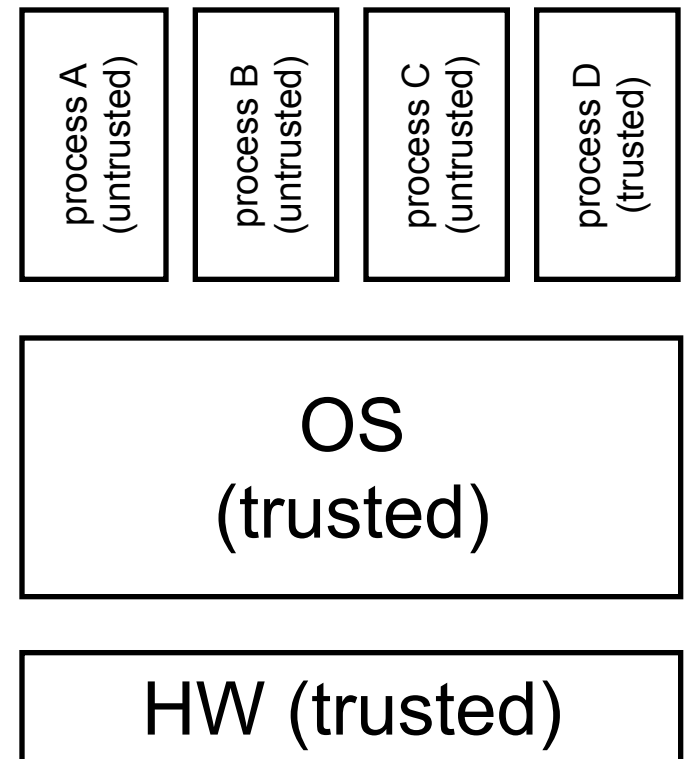 process A
(untrusted)
process B
(untrusted)
process C
(untrusted)
process D
(trusted)
OS
(trusted)
HW (trusted)